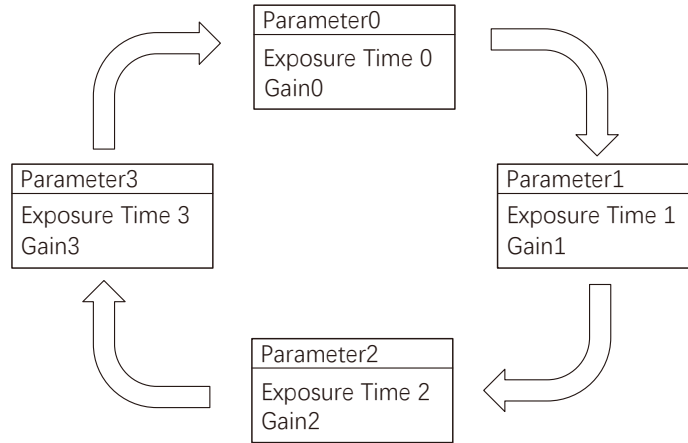 Parameter0
Exposure Time 0
Gain0
Parameter3
Exposure Time 3
Gain3
Parameter1
Exposure Time 1
Gain1
Parameter2
Exposure Time 2
Gain2